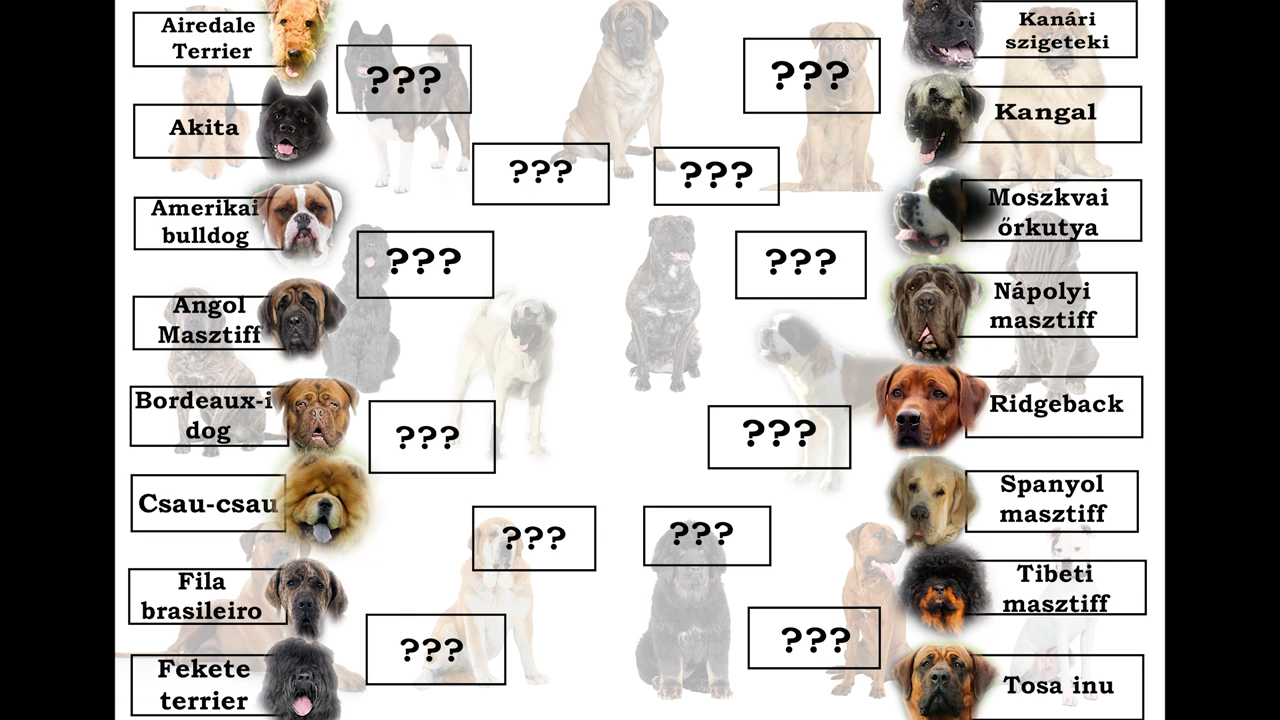 Airedale
Terrier
Akita
Amerikai
bulldog
Angol
Masztiff
Bordeaux-i
dog
Csau-csau
Fila
brasileiro
Fekete
terrier
???
???
???
???
???
???
???
???
???
???
???
???
Kanári
szigeteki
Kangal
Moszkvai
őrkutya
Nápolyi
masztiff
Ridgeback
Spanyol
masztiff
Tibeti
masztiff
Tosa inu